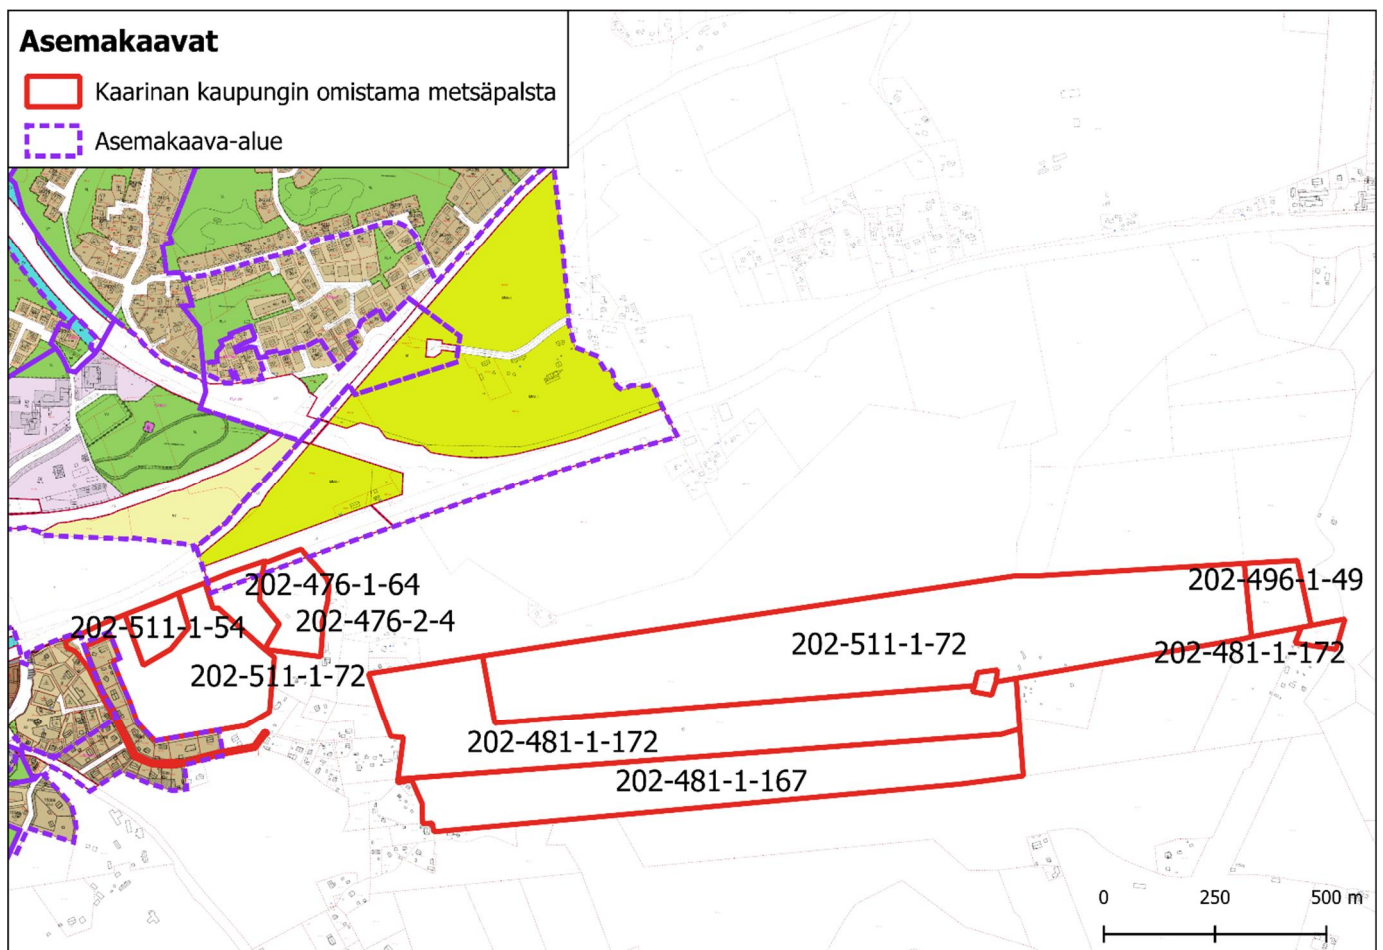 Asemakaavat
Kaarinan kaupungin omistama metsäpalsta
Asemakaava-alue
202-476-1-64
202-476-2-4
202-511-1-54
202-511-1-72
202-511-1-72
202-496-1-49
202-481-1-172
202-481-1-172
202-481-1-167
0 250 500 m